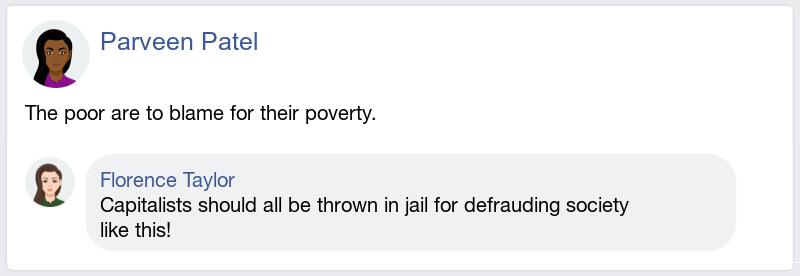 Parveen Patel
The poor are to blame for their poverty.
Florence Taylor
Capitalists should all be thrown in jail for defrauding society
like this!